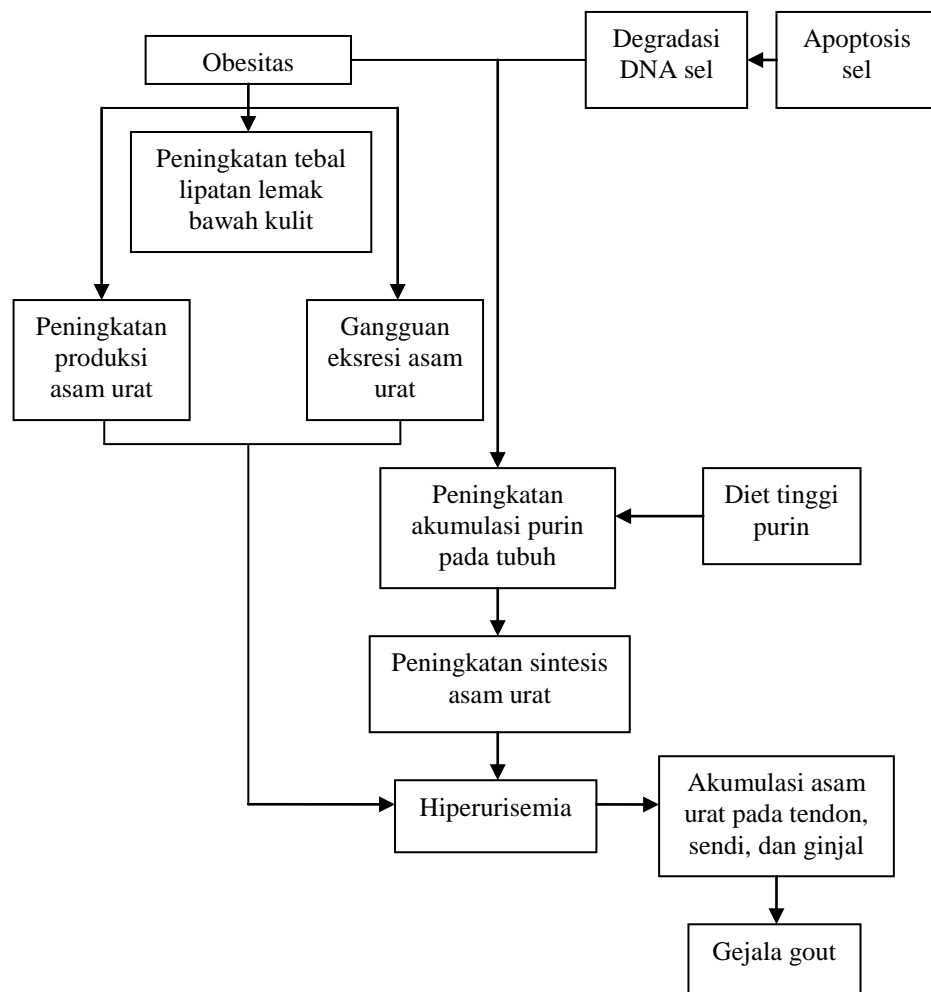 Obesitas
Degradasi
DNA sel
Apoptosis
sel
Peningkatan tebal
lipatan lemak
bawah kulit
Peningkatan
produksi
asam urat
Gangguan
eksresi asam
urat
Peningkatan
akumulasi purin
pada tubuh
Diet tinggi
purin
Peningkatan sintesis
asam urat
Hiperurisemia
Akumulasi asam
urat pada tendon,
sendi, dan ginjal
Gejala gout